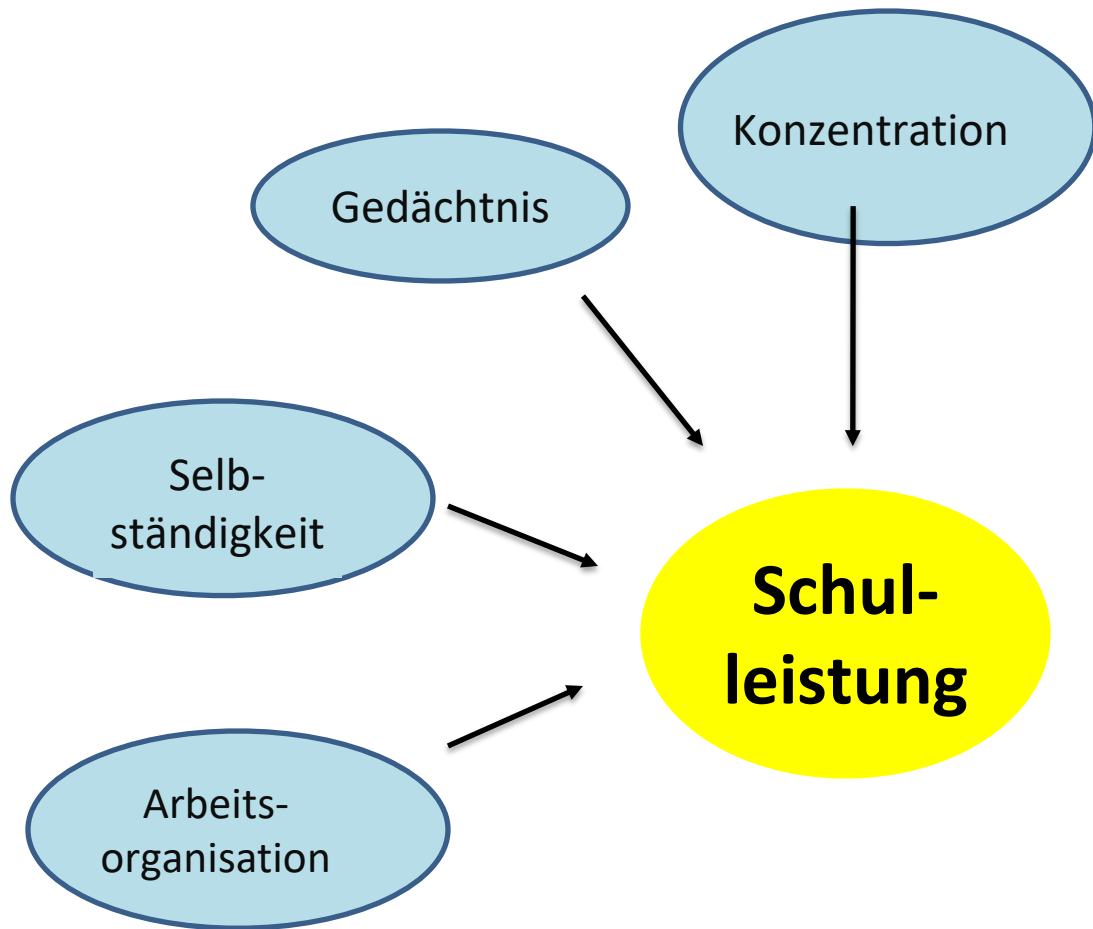 Konzentration
Gedächtnis
Selb-
ständigkeit
Schul-
leistung
Arbeits-
organisation